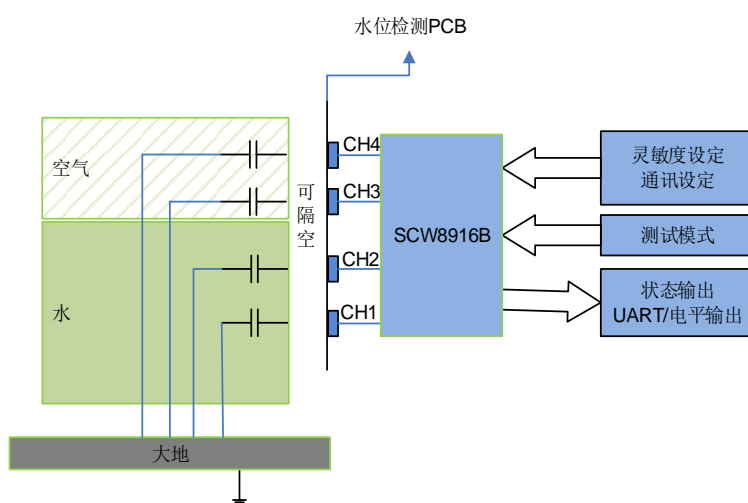 水位检测PCB
空气
可隔空
CH4
CH3
CH2
CH1
SCW8916B
灵敏度设定
通讯设定
测试模式
状态输出
UART/电平输出
水
大地